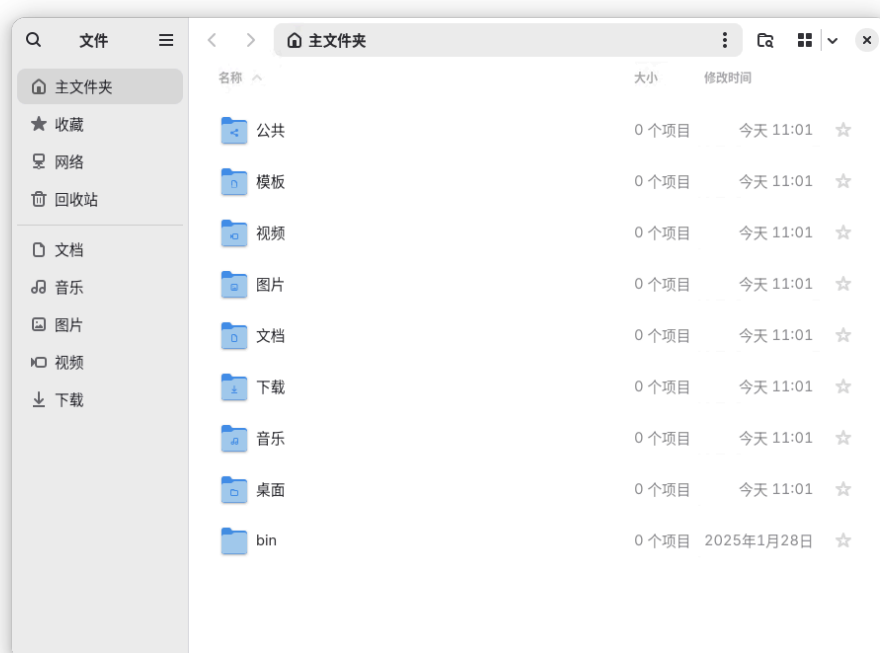 文件
主文件夹
主文件夹
收藏
网络
回收站
文档
音乐
图片
视频
下载
名称 大小 修改时间
公共 0 个项目 今天 11:01
模板 0 个项目 今天 11:01
视频 0 个项目 今天 11:01
图片 0 个项目 今天 11:01
文档 0 个项目 今天 11:01
下载 0 个项目 今天 11:01
音乐 0 个项目 今天 11:01
桌面 0 个项目 今天 11:01
bin 0 个项目 2025年1月28日